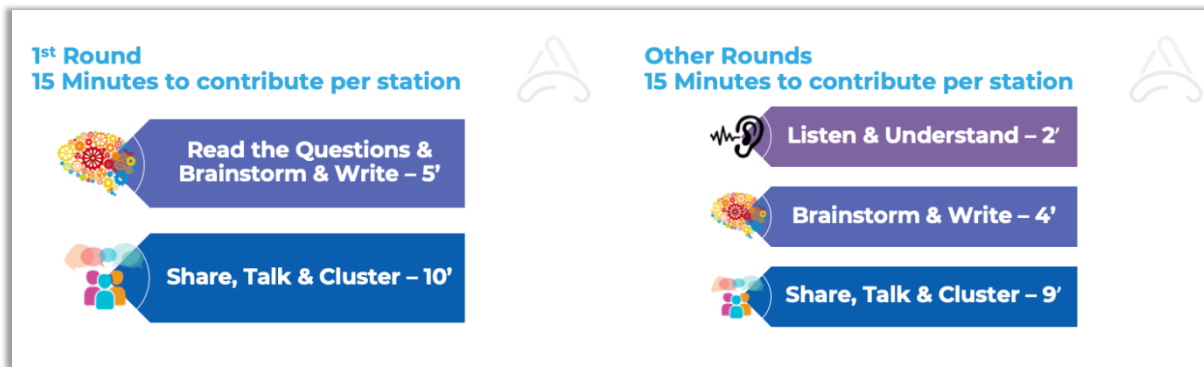 1st Round
15 Minutes to contribute per station
Read the Questions &
Brainstorm & Write – 5’
Share, Talk & Cluster – 10’
Other Rounds
15 Minutes to contribute per station
Listen & Understand – 2’
Brainstorm & Write – 4’
Share, Talk & Cluster – 9’